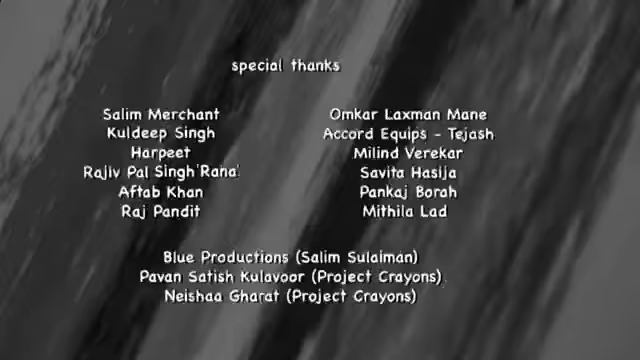 special thanks
Salim Merchant
Kuldeep Singh
Harpeet
Rajiv Pal Singh'Rana'
Aftab Khan
Raj Pandit
Omkar Laxman Mane
Accord Equips - Tejash
Milind Verekar
Savita Hasija
Pankaj Borah
Mithila Lad
Blue Productions (Salim Sulaiman)
Pavan Satish Kulavoor (Project Crayons)
Neishaa Gharat (Project Crayons)